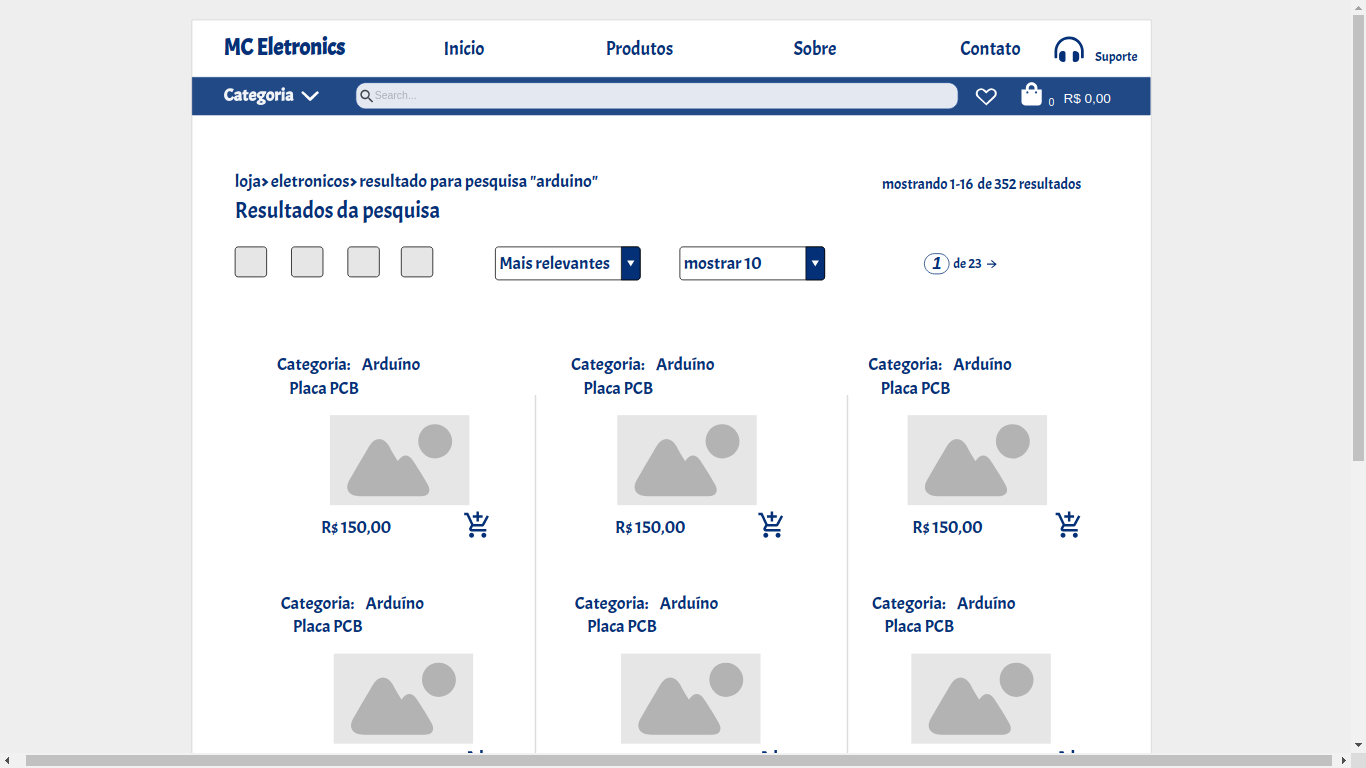 MC Eletronics Inicio Produtos Sobre Contato Suporte
Categoria Search... 0 R$ 0,00
loja> eletronicos> resultado para pesquisa "arduino" mostrando 1-16 de 352 resultados
Resultados da pesquisa
Mais relevantes mostrar 10 1 de 23 →
Categoria: Arduíno Categoria: Arduíno Categoria: Arduíno
Placa PCB Placa PCB Placa PCB
R$ 150,00 R$ 150,00 R$ 150,00
Categoria: Arduíno Categoria: Arduíno Categoria: Arduíno
Placa PCB Placa PCB Placa PCB